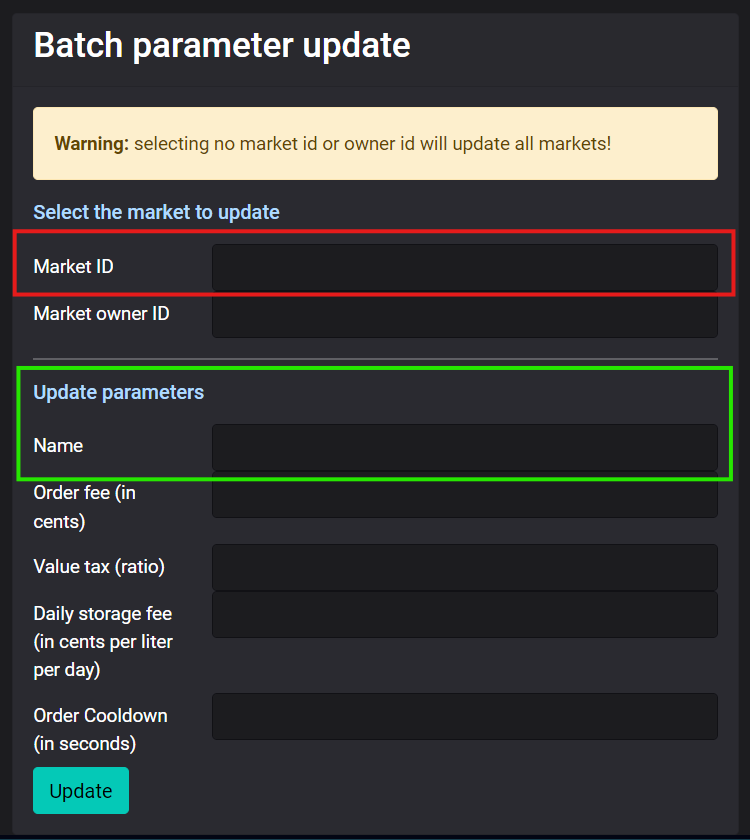 Batch parameter update
Warning: selecting no market id or owner id will update all markets!
Select the market to update
Market ID
Market owner ID
Update parameters
Name
Order fee (in
cents)
Value tax (ratio)
Daily storage fee
(in cents per liter
per day)
Order Cooldown
(in seconds)
Update